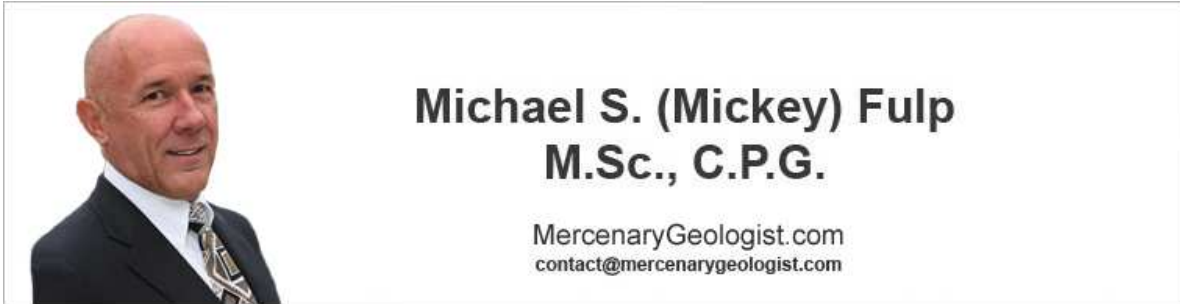 Michael S. (Mickey) Fulp
M.Sc., C.P.G.
MercenaryGeologist.com
contact@mercenarygeologist.com